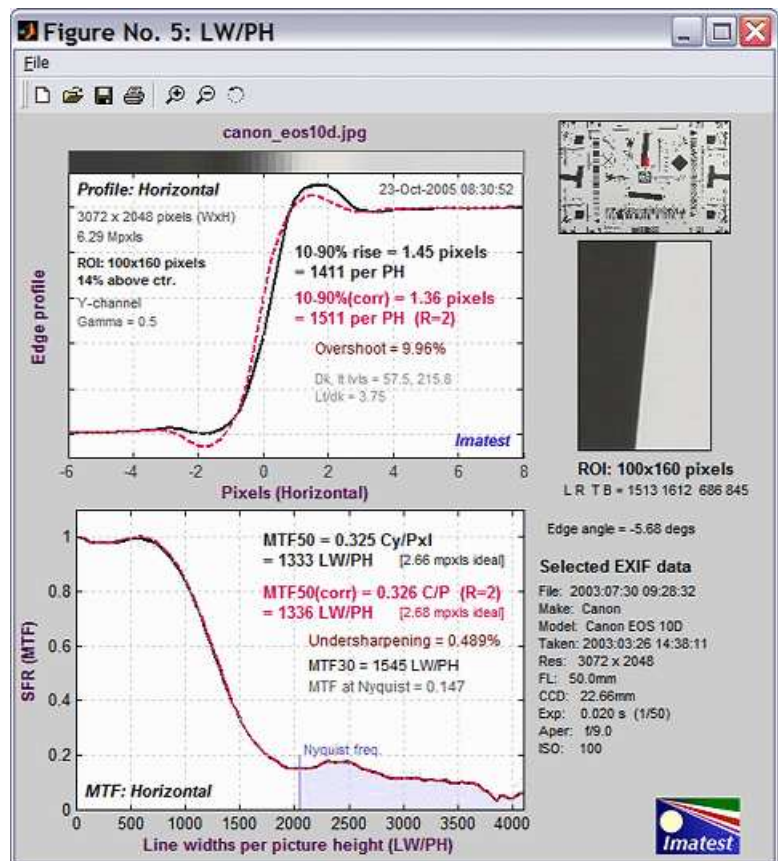 Figure No. 5: LW/PH
File
canon_eos10d.jpg
Profile: Horizontal
23-Oct-2005 08:30:52
3072 x 2048 pixels (WxH)
6.29 Mpxls
ROI: 100x160 pixels
14% above ctr.
Y-channel
Gamma = 0.5
10-90% rise = 1.45 pixels
= 1411 per PH
10-90%(corr) = 1.36 pixels
= 1511 per PH (R=2)
Overshoot = 9.96%
Dk, lt lvls = 57.5, 215.8
Lt/dk = 3.75
Imatest
Edge profile
-6 -4 -2 0 2 4 6 8
Pixels (Horizontal)
ROI: 100x160 pixels
L R T B = 1513 1612 686 845
Edge angle = -5.68 degs
MTF50 = 0.325 Cy/Pxl
= 1333 LW/PH [2.66 mpxls ideal]
MTF50(corr) = 0.326 C/P (R=2)
= 1336 LW/PH [2.68 mpxls ideal]
Undersharpening = 0.489%
MTF30 = 1545 LW/PH
MTF at Nyquist = 0.147
Nyquist freq.
MTF: Horizontal
SFR (MTF)
1
0.8
0.6
0.4
0.2
0
0 500 1000 1500 2000 2500 3000 3500 4000
Line widths per picture height (LW/PH)
Selected EXIF data
File: 2003:07:30 09:28:32
Make: Canon
Model: Canon EOS 10D
Taken: 2003:03:26 14:38:11
Res: 3072 x 2048
FL: 50.0mm
CCD: 22.66mm
Exp: 0.020 s (1/50)
Aper: f/9.0
ISO: 100
Imatest